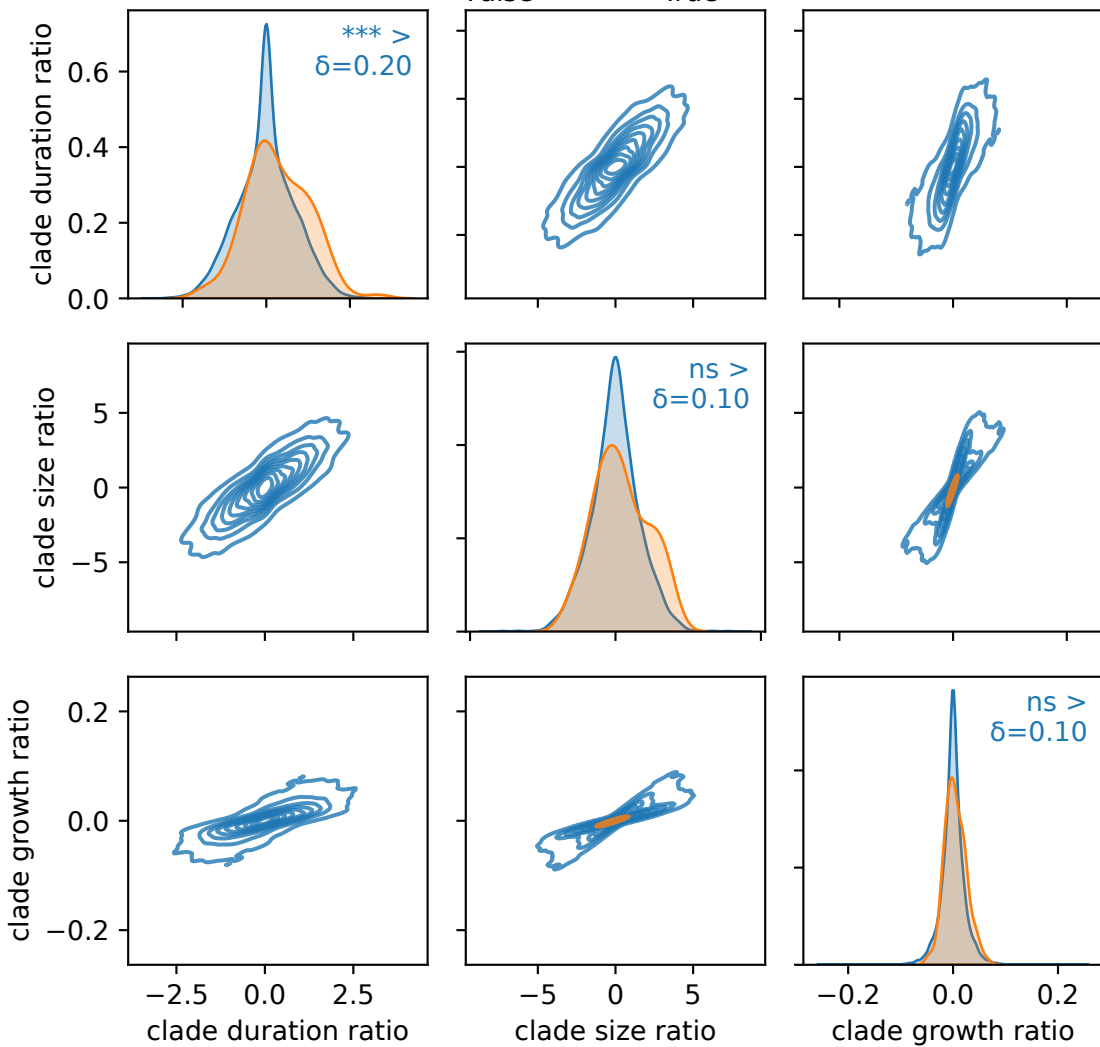 clade duration ratio
0.6
0.4
0.2
0.0
*** >
δ=0.20
clade size ratio
5
0
−5
ns >
δ=0.10
clade growth ratio
0.2
0.0
−0.2
ns >
δ=0.10
−2.5 0.0 2.5
−5 0 5
−0.2 0.0 0.2
clade duration ratio
clade size ratio
clade growth ratio